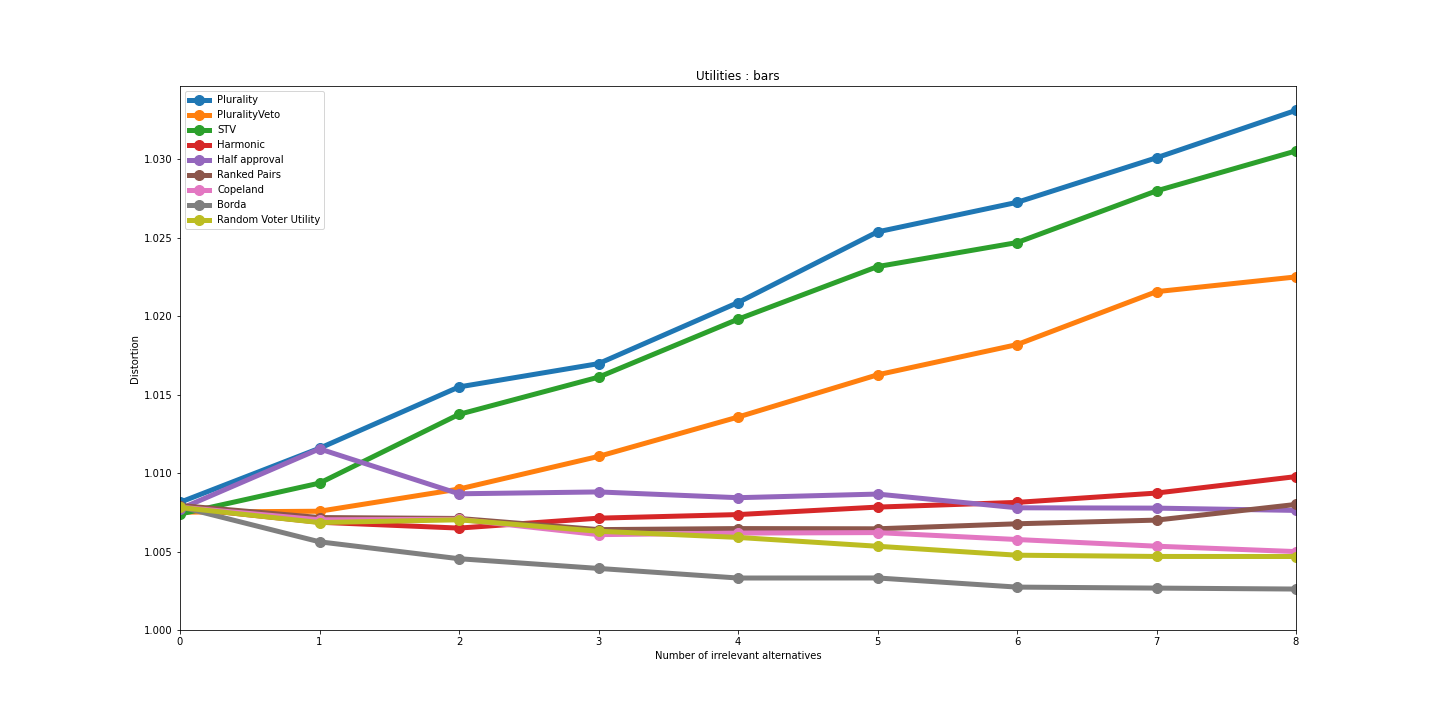 Utilities : bars
Plurality
PluralityVeto
STV
Harmonic
Half approval
Ranked Pairs
Copeland
Borda
Random Voter Utility
1.030
1.025
1.020
1.015
1.010
1.005
1.000
Distortion
0 1 2 3 4 5 6 7 8
Number of irrelevant alternatives